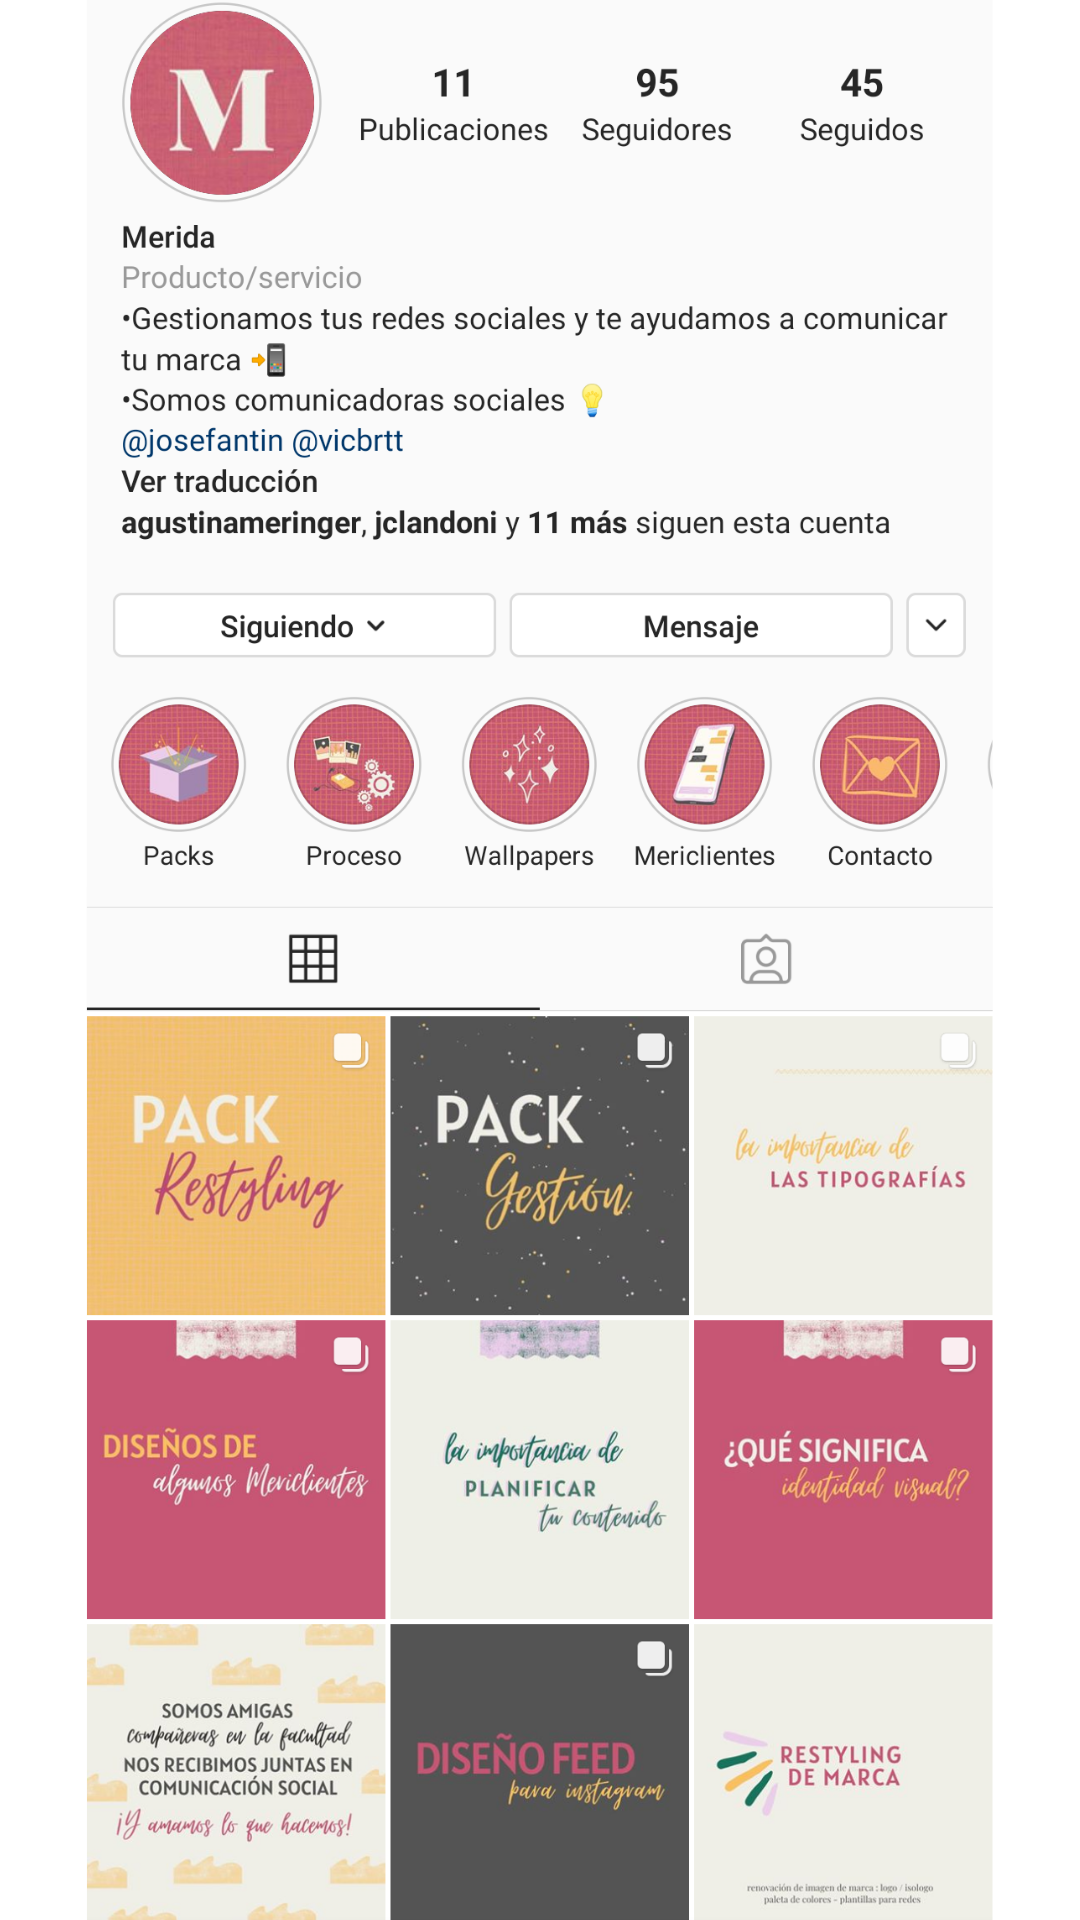 M
11 95 45
Publicaciones Seguidores Seguidos
Merida
Producto/servicio
•Gestionamos tus redes sociales y te ayudamos a comunicar
tu marca 📲
•Somos comunicadoras sociales 💡
@josefantin @vicbrtt
Ver traducción
agustinameringer, jclandoni y 11 más siguen esta cuenta
Siguiendo Mensaje
Packs Proceso Wallpapers Mericlientes Contacto
PACK
Restyling
PACK
Gestión
la importancia de
LAS TIPOGRAFÍAS
DISEÑOS DE
algunos Mericlientes
la importancia de
PLANIFICAR
tu contenido
¿QUÉ SIGNIFICA
identidad visual?
SOMOS AMIGAS
compañeras en la facultad
NOS RECIBIMOS JUNTAS EN
COMUNICACIÓN SOCIAL
¡Y amamos lo que hacemos!
DISEÑO FEED
para instagram
RESTYLING
DE MARCA
renovación de imagen de marca : logo / isologo
paleta de colores - plantillas para redes